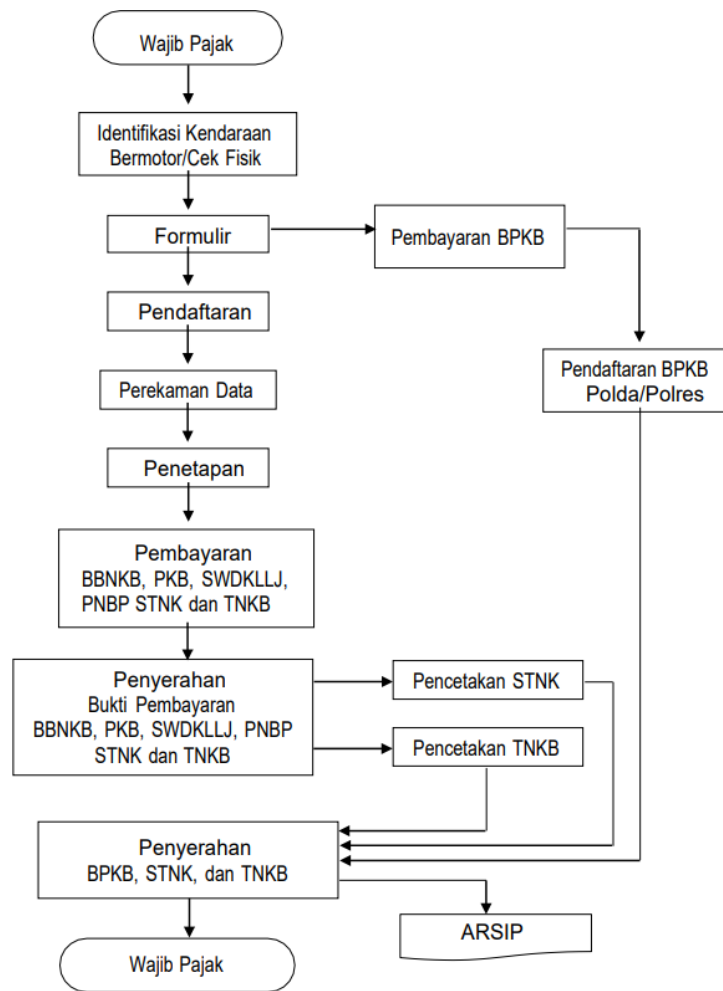 Wajib Pajak
Identifikasi Kendaraan
Bermotor/Cek Fisik
Formulir
Pembayaran BPKB
Pendaftaran
Pendaftaran BPKB
Polda/Polres
Perekaman Data
Penetapan
Pembayaran
BBNKB, PKB, SWDKLLJ,
PNBP STNK dan TNKB
Penyerahan
Bukti Pembayaran
BBNKB, PKB, SWDKLLJ, PNBP
STNK dan TNKB
Pencetakan STNK
Pencetakan TNKB
Penyerahan
BPKB, STNK, dan TNKB
ARSIP
Wajib Pajak